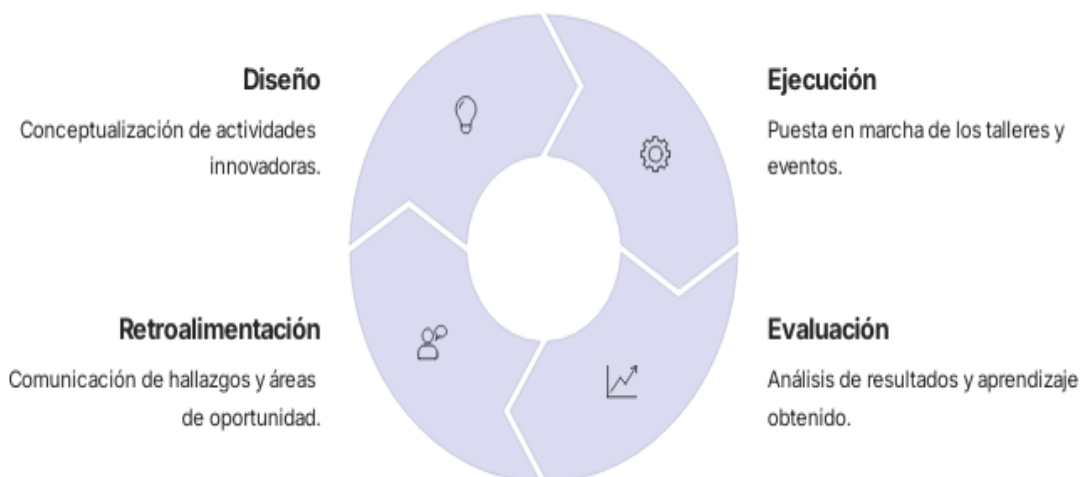 Diseño
Conceptualización de actividades
innovadoras.
Ejecución
Puesta en marcha de los talleres y
eventos.
Retroalimentación
Comunicación de hallazgos y áreas
de oportunidad.
Evaluación
Análisis de resultados y aprendizaje
obtenido.